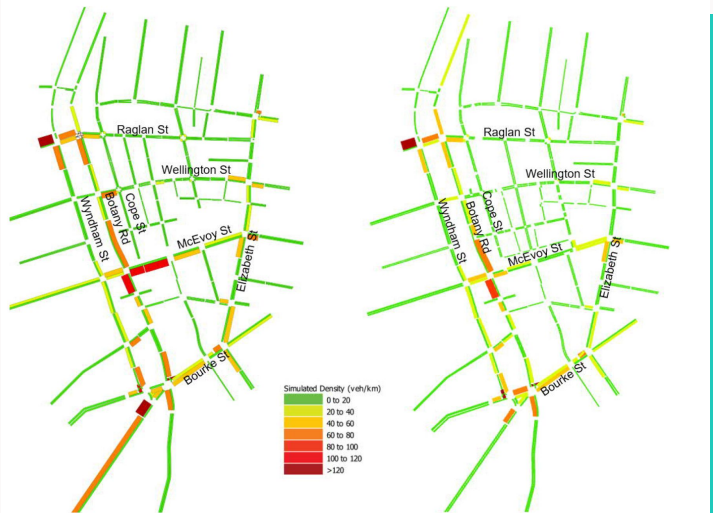 Raglan St
Wellington St
Wyndham St
Botany Rd
Cope St
McEvoy St
Elizabeth St
Bourke St
Simulated Density (veh/km)
0 to 20
20 to 40
40 to 60
60 to 80
80 to 100
100 to 120
>120
Raglan St
Wellington St
Wyndham St
Botany Rd
Cope St
McEvoy St
Elizabeth St
Bourke St